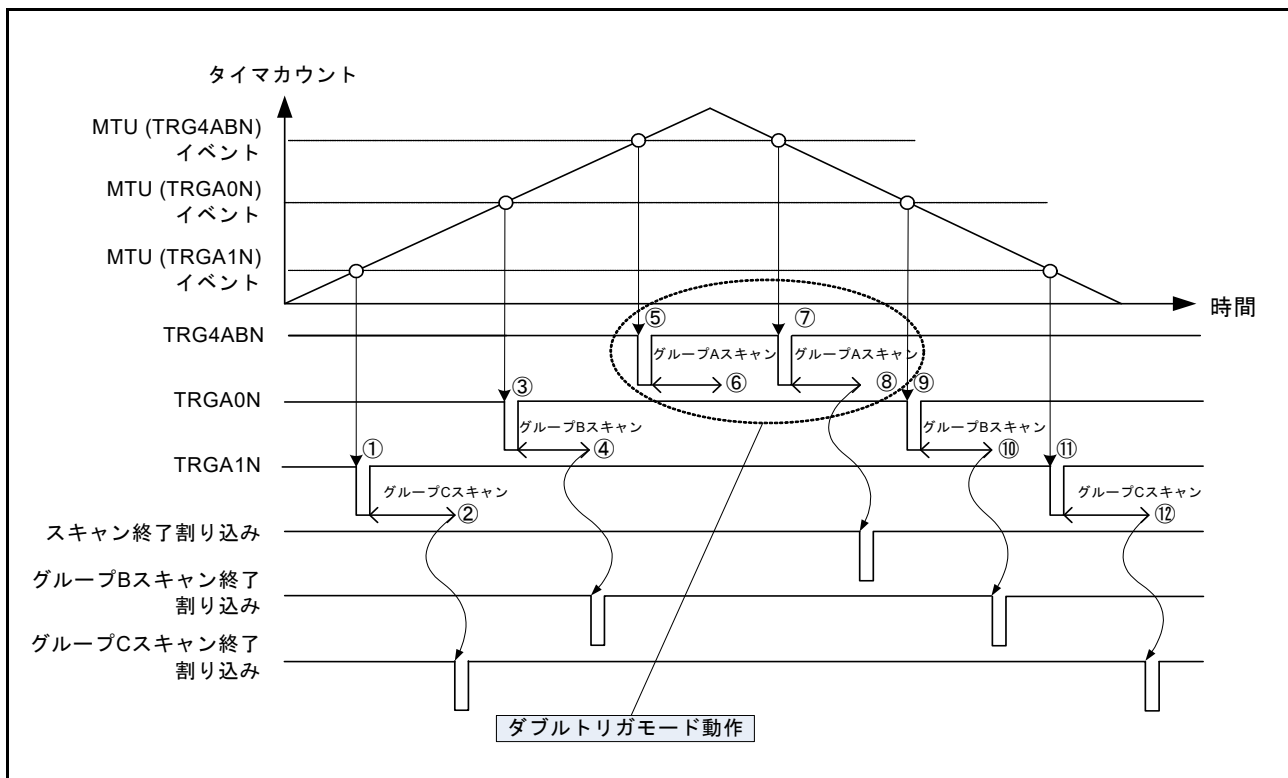 タイマカウント
MTU (TRG4ABN)
イベント
MTU (TRGA0N)
イベント
MTU (TRGA1N)
イベント
時間
TRG4ABN
⑤
⑦
グループAスキャン
グループAスキャン
⑥
⑧
⑨
TRGA0N
③
グループBスキャン
④
グループBスキャン
⑩
TRGA1N
①
⑪
グループCスキャン
②
グループCスキャン
⑫
スキャン終了割り込み
グループBスキャン終了
割り込み
グループCスキャン終了
割り込み
ダブルトリガモード動作